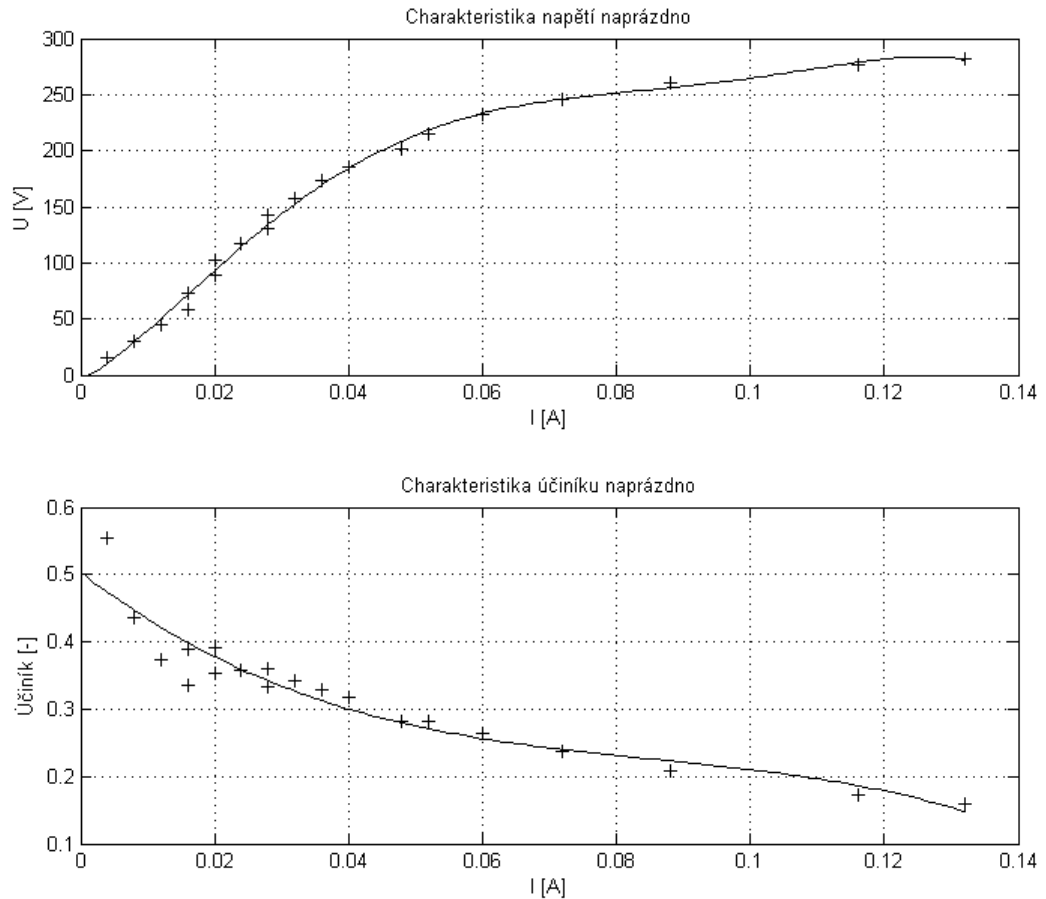 Charakteristika napětí naprázdno
300
250
200
150
100
50
0
U [V]
0 0.02 0.04 0.06 0.08 0.1 0.12 0.14
I [A]
Charakteristika účiníku naprázdno
0.6
0.5
0.4
0.3
0.2
0.1
Účiník [-]
0 0.02 0.04 0.06 0.08 0.1 0.12 0.14
I [A]